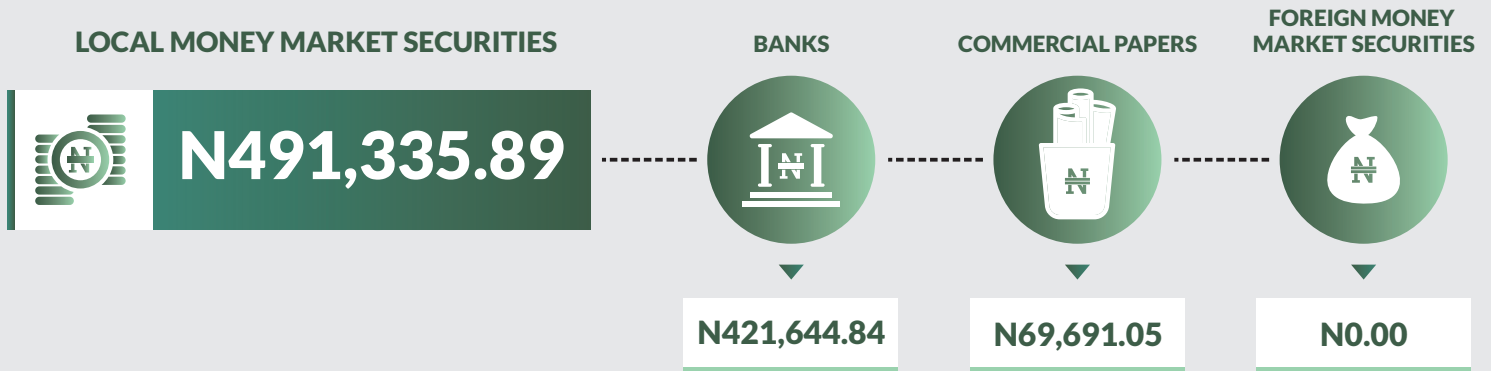 LOCAL MONEY MARKET SECURITIES
N491,335.89
BANKS
N421,644.84
COMMERCIAL PAPERS
N69,691.05
FOREIGN MONEY
MARKET SECURITIES
N0.00